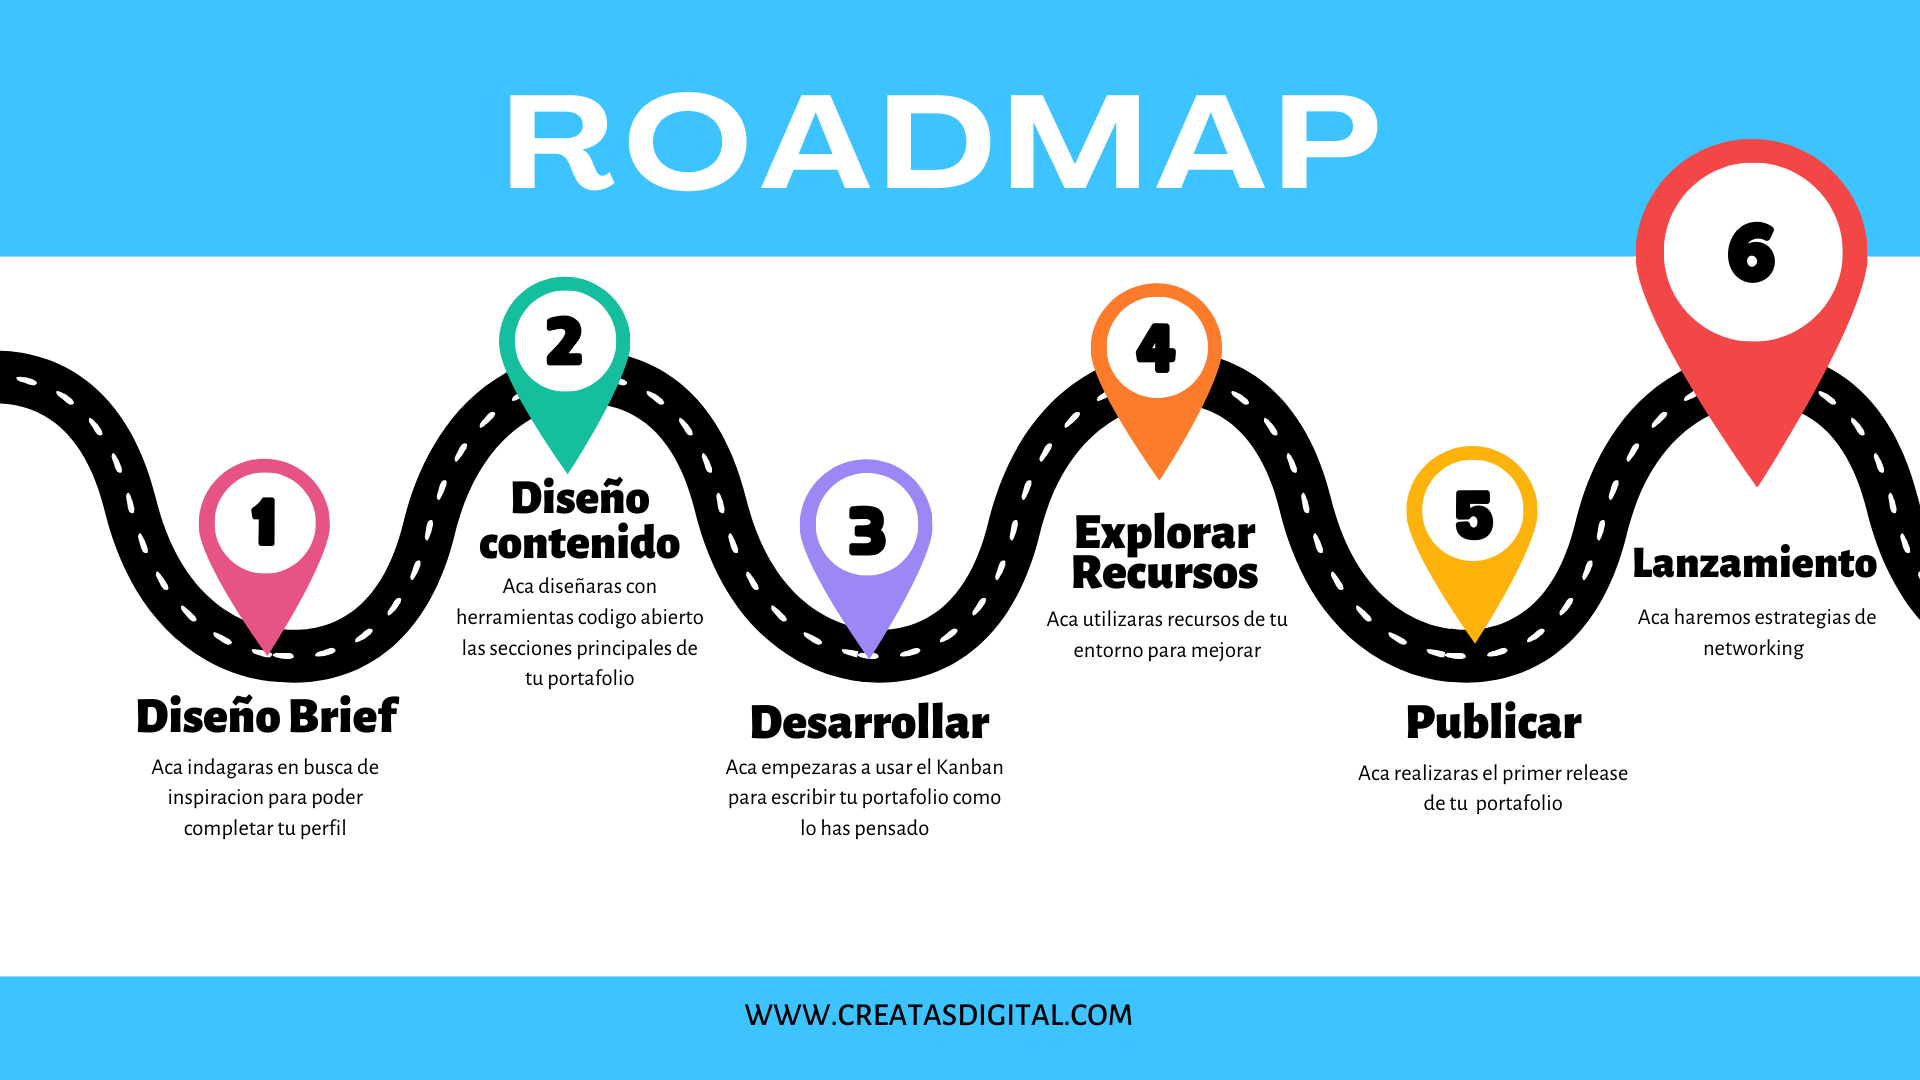 ROADMAP
1
Diseño Brief
Aca indagaras en busca de
inspiracion para poder
completar tu perfil
2
Diseño
contenido
Aca diseñaras con
herramientas codigo abierto
las secciones principales de
tu portafolio
3
Desarrollar
Aca empezaras a usar el Kanban
para escribir tu portafolio como
lo has pensado
4
Explorar
Recursos
Aca utilizaras recursos de tu
entorno para mejorar
5
Publicar
Aca realizaras el primer release
de tu portafolio
6
Lanzamiento
Aca haremos estrategias de
networking
WWW.CREATASDIGITAL.COM